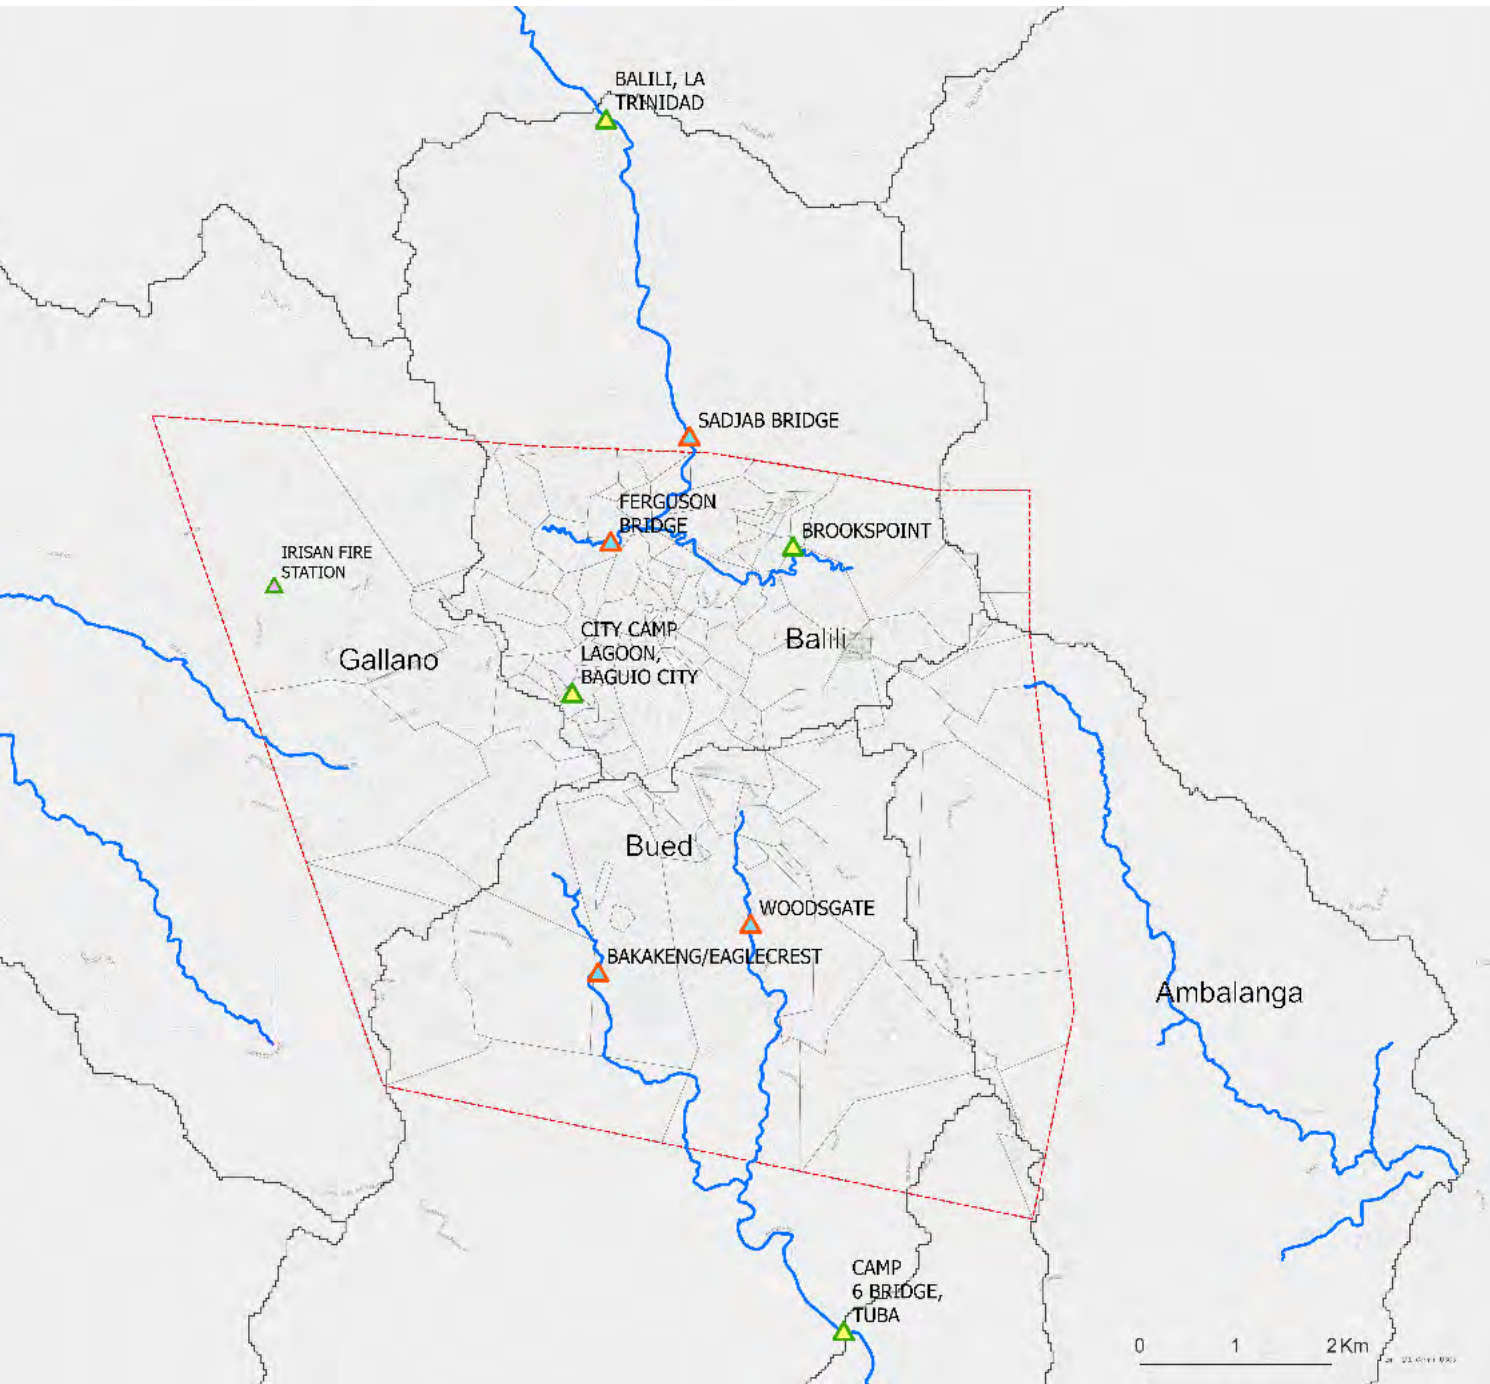 BALILI, LA
TRINIDAD
SADJAB BRIDGE
FERGUSON
BRIDGE
BROOKSPOINT
IRISAN FIRE
STATION
CITY CAMP
LAGOON,
BAGUIO CITY
Balili
Gallano
Bued
WOODSGATE
BAKAKENG/EAGLECREST
Ambalanga
CAMP
6 BRIDGE,
TUBA
0 1 2 Km